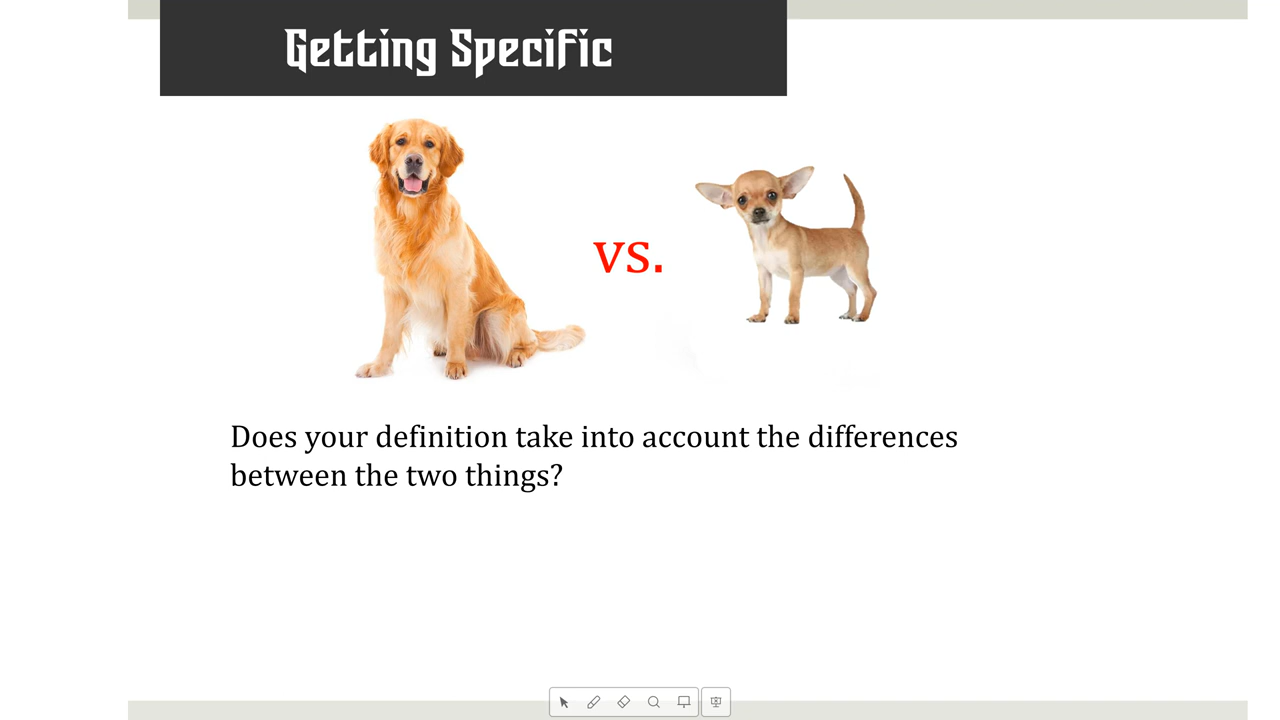 Getting Specific
vs.
Does your definition take into account the differences
between the two things?